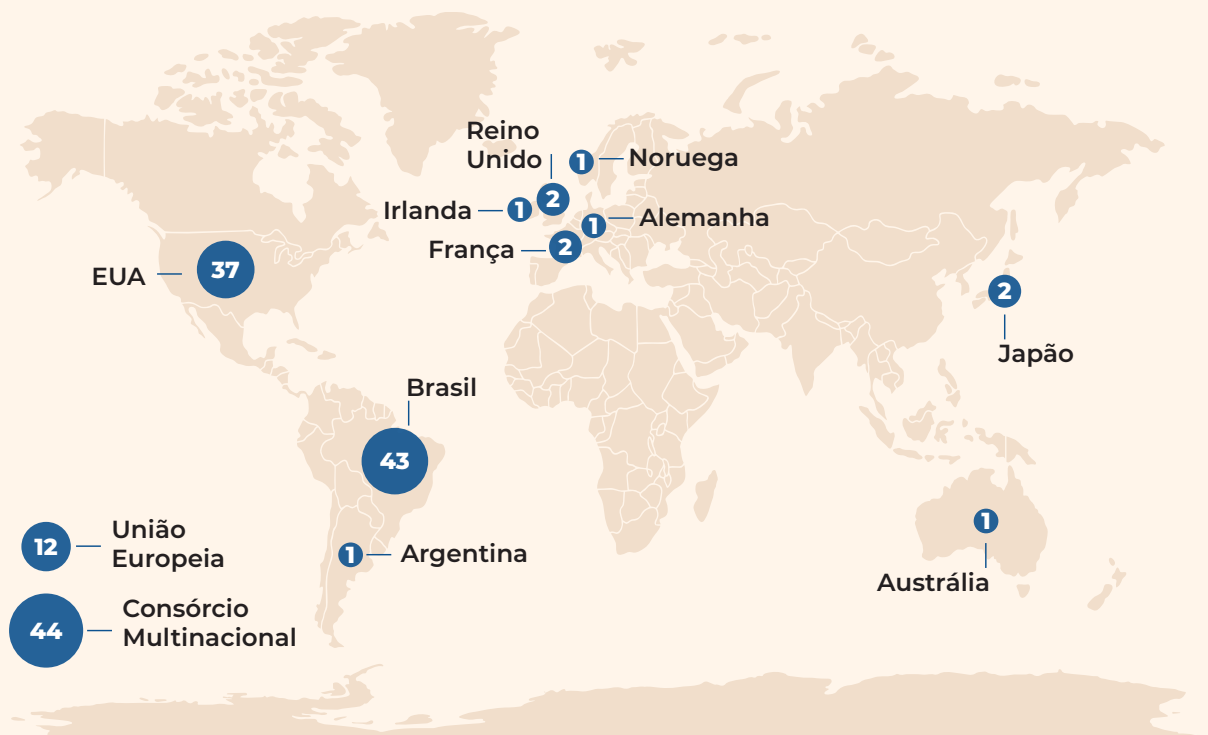 Reino
Unido
2
1
Noruega
Irlanda
1
1
Alemanha
França
2
EUA
37
2
Japão
Brasil
43
1
Austrália
12
União
Europeia
1
Argentina
44
Consórcio
Multinacional